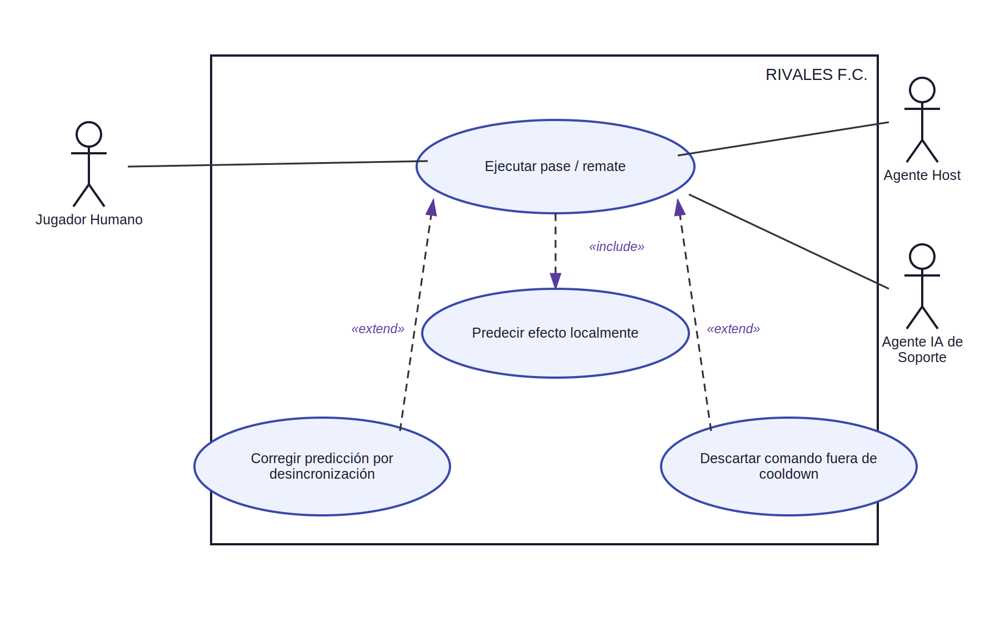 RIVALES F.C.
Ejecutar pase / remate
Agente Host
Jugador Humano
«include»
«extend»
Predecir efecto localmente
«extend»
Agente IA de
Soporte
Corregir predicción por
desincronización
Descartar comando fuera de
cooldown